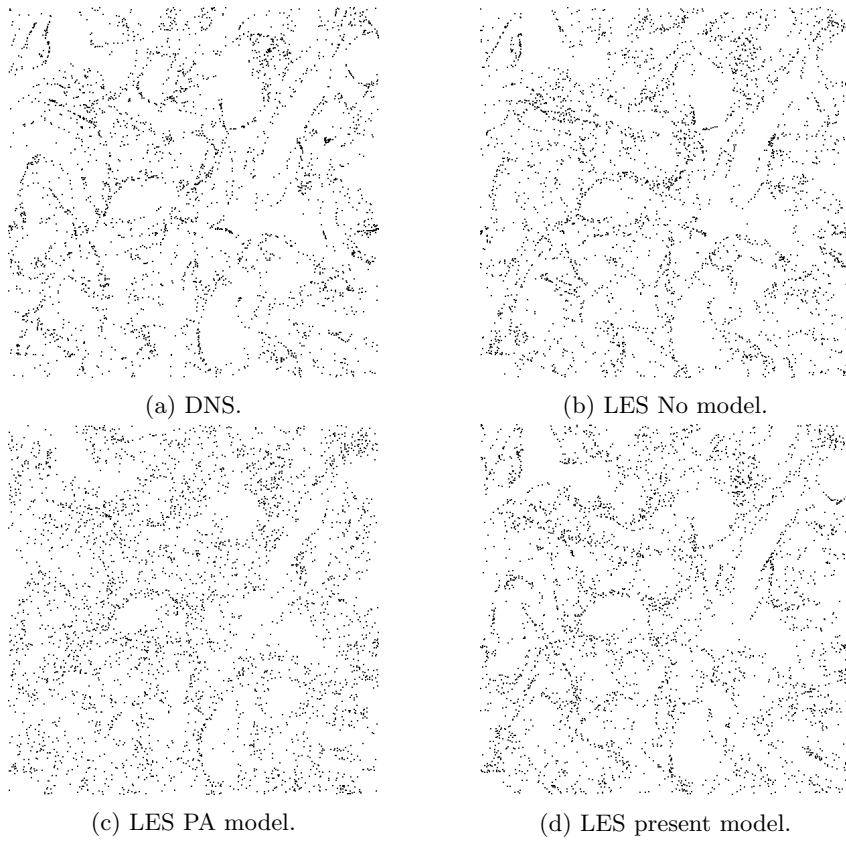 (a) DNS.
(b) LES No model.
(c) LES PA model.
(d) LES present model.